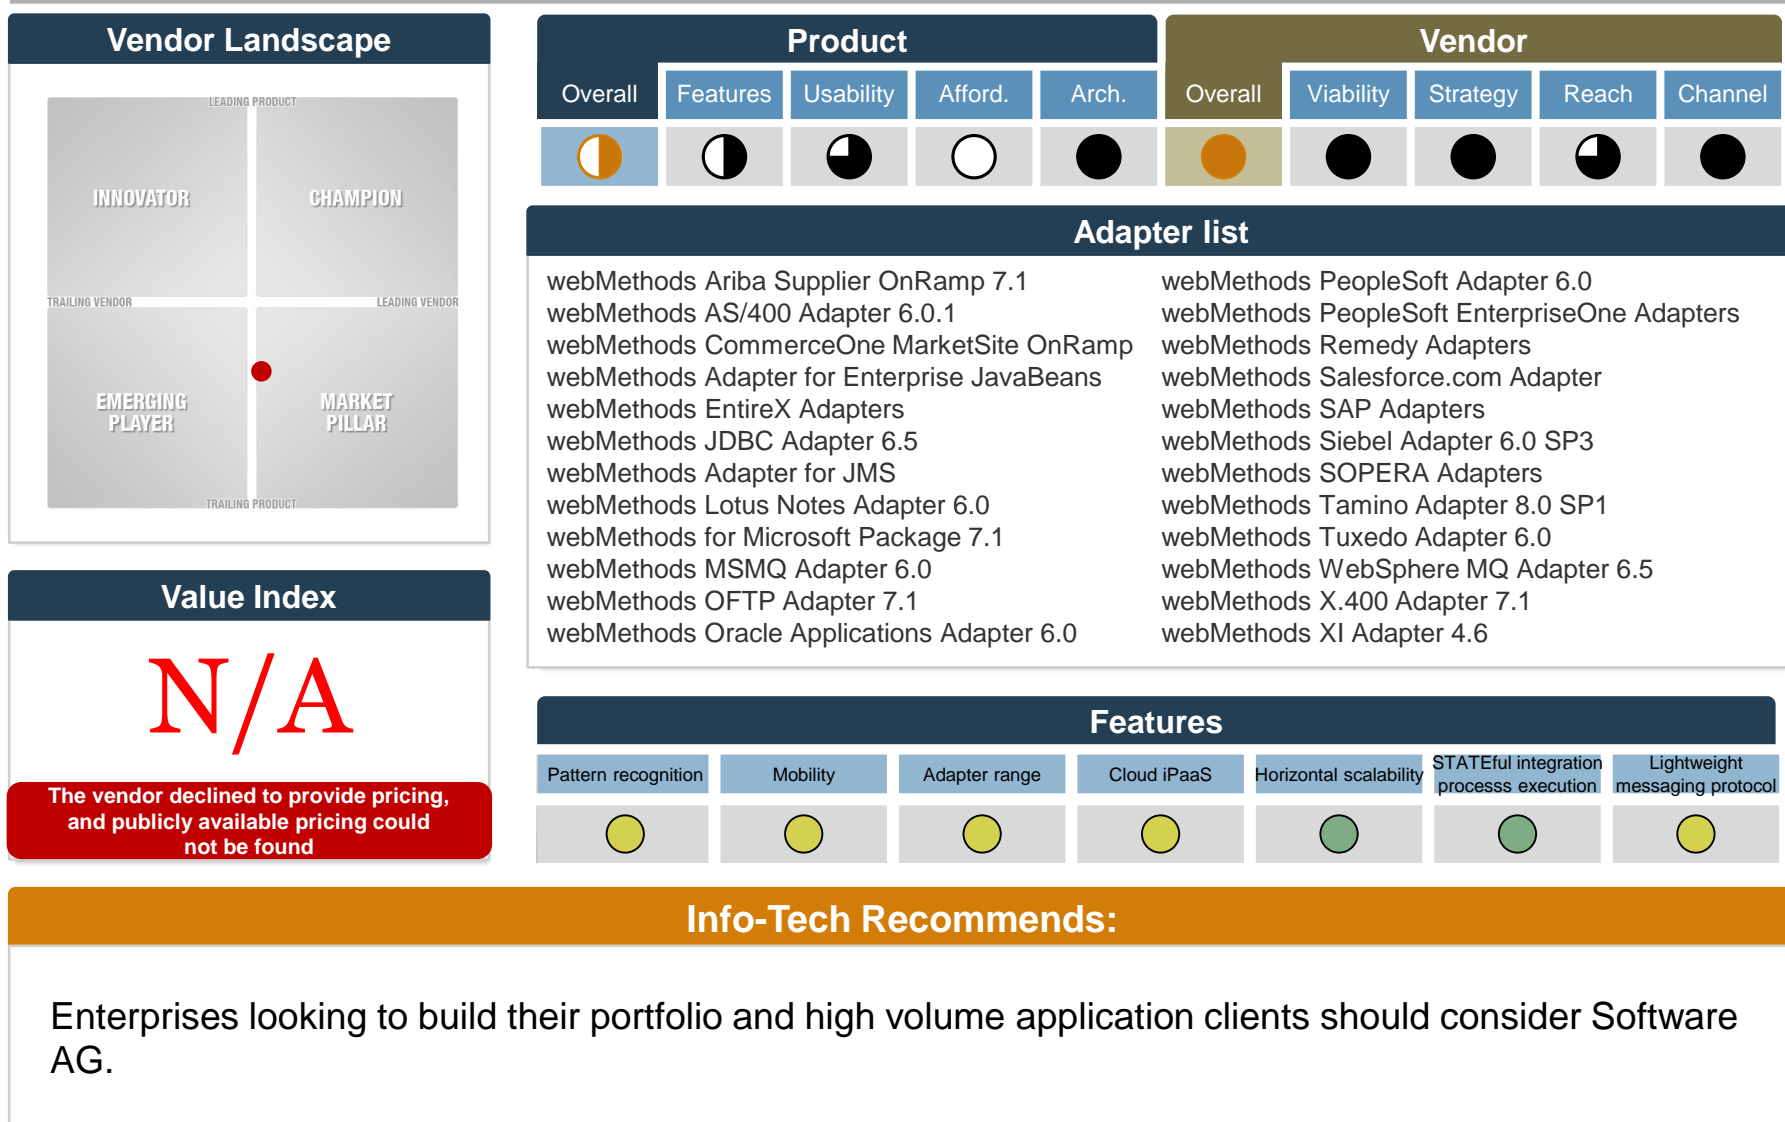 Vendor Landscape
LEADING PRODUCT
INNOVATOR
CHAMPION
TRAILING VENDOR
LEADING VENDOR
EMERGING
PLAYER
MARKET
PILLAR
TRAILING PRODUCT
Value Index
N/A
The vendor declined to provide pricing,
and publicly available pricing could
not be found
Product
Vendor
Overall
Features
Usability
Afford.
Arch.
Overall
Viability
Strategy
Reach
Channel
Adapter list
webMethods Ariba Supplier OnRamp 7.1
webMethods AS/400 Adapter 6.0.1
webMethods CommerceOne MarketSite OnRamp
webMethods Adapter for Enterprise JavaBeans
webMethods EntireX Adapters
webMethods JDBC Adapter 6.5
webMethods Adapter for JMS
webMethods Lotus Notes Adapter 6.0
webMethods for Microsoft Package 7.1
webMethods MSMQ Adapter 6.0
webMethods OFTP Adapter 7.1
webMethods Oracle Applications Adapter 6.0
webMethods PeopleSoft Adapter 6.0
webMethods PeopleSoft EnterpriseOne Adapters
webMethods Remedy Adapters
webMethods Salesforce.com Adapter
webMethods SAP Adapters
webMethods Siebel Adapter 6.0 SP3
webMethods SOPERA Adapters
webMethods Tamino Adapter 8.0 SP1
webMethods Tuxedo Adapter 6.0
webMethods WebSphere MQ Adapter 6.5
webMethods X.400 Adapter 7.1
webMethods XI Adapter 4.6
Features
Pattern recognition
Mobility
Adapter range
Cloud iPaaS
Horizontal scalability
STATEful integration
processs execution
Lightweight
messaging protocol
Info-Tech Recommends:
Enterprises looking to build their portfolio and high volume application clients should consider Software
AG.